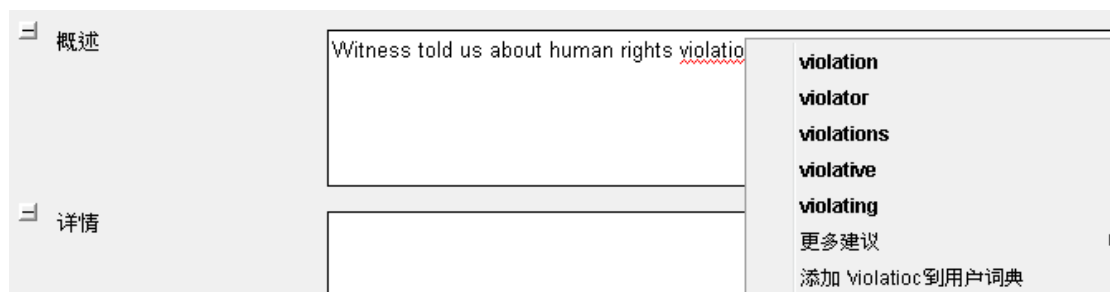 概述
Witness told us about human rights violatio
violation
violator
violations
violative
violating
更多建议
添加 Violatioc到用户词典
详情